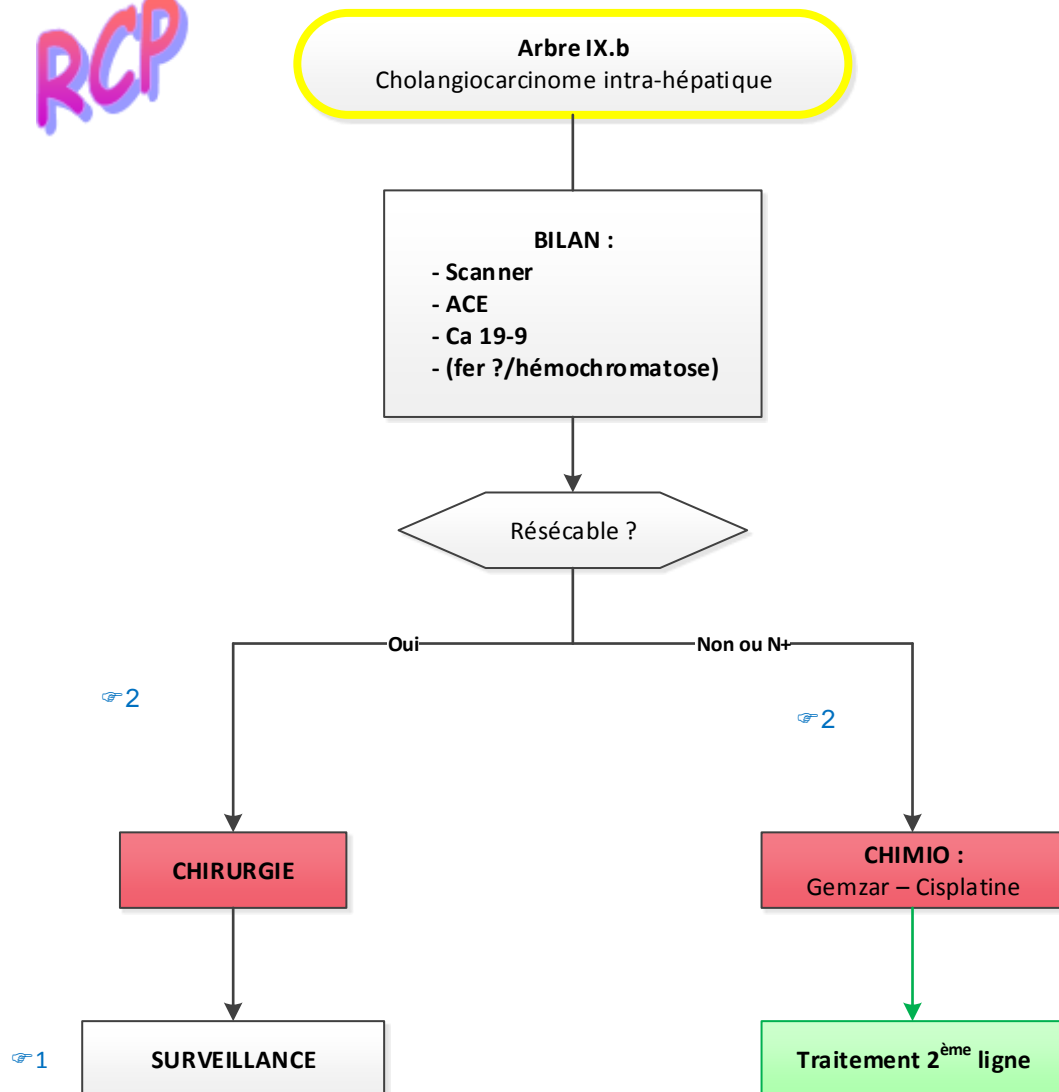 RCP
Arbre IX.b
Cholangiocarcinome intra-hépatique
BILAN :
- Scanner
- ACE
- Ca 19-9
- (fer ?/hémochromatose)
Résécable ?
Oui
Non ou N+
☞2
☞2
CHIRURGIE
CHIMIO :
Gemzar – Cisplatine
☞1
SURVEILLANCE
Traitement 2ème ligne